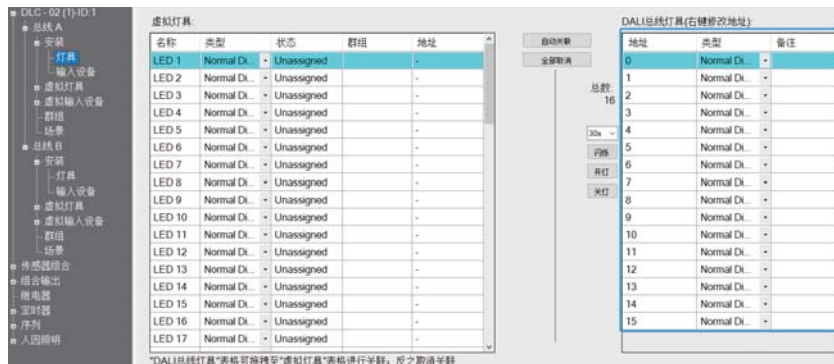 DLC - 02 (1)-ID:1
总线 A
安装
灯具
输入设备
虚拟灯具
虚拟输入设备
群组
场景
总线 B
安装
灯具
输入设备
虚拟灯具
虚拟输入设备
群组
场景
传感器组合
组合输出
继电器
定时器
序列
人因照明
虚拟灯具:
名称 类型 状态 群组 地址
LED 1 Normal Di... Unassigned -
LED 2 Normal Di... Unassigned -
LED 3 Normal Di... Unassigned -
LED 4 Normal Di... Unassigned -
LED 5 Normal Di... Unassigned -
LED 6 Normal Di... Unassigned -
LED 7 Normal Di... Unassigned -
LED 8 Normal Di... Unassigned -
LED 9 Normal Di... Unassigned -
LED 10 Normal Di... Unassigned -
LED 11 Normal Di... Unassigned -
LED 12 Normal Di... Unassigned -
LED 13 Normal Di... Unassigned -
LED 14 Normal Di... Unassigned -
LED 15 Normal Di... Unassigned -
LED 16 Normal Di... Unassigned -
LED 17 Normal Di... Unassigned -
"DALI总线灯具"表格可拖拽至"虚拟灯具"表格进行关联，反之取消关联
自动关联
全部取消
总数:
16
30s
闪烁
开灯
关灯
DALI总线灯具(右键修改地址):
地址 类型 备注
0 Normal Di...
1 Normal Di...
2 Normal Di...
3 Normal Di...
4 Normal Di...
5 Normal Di...
6 Normal Di...
7 Normal Di...
8 Normal Di...
9 Normal Di...
10 Normal Di...
11 Normal Di...
12 Normal Di...
13 Normal Di...
14 Normal Di...
15 Normal Di...